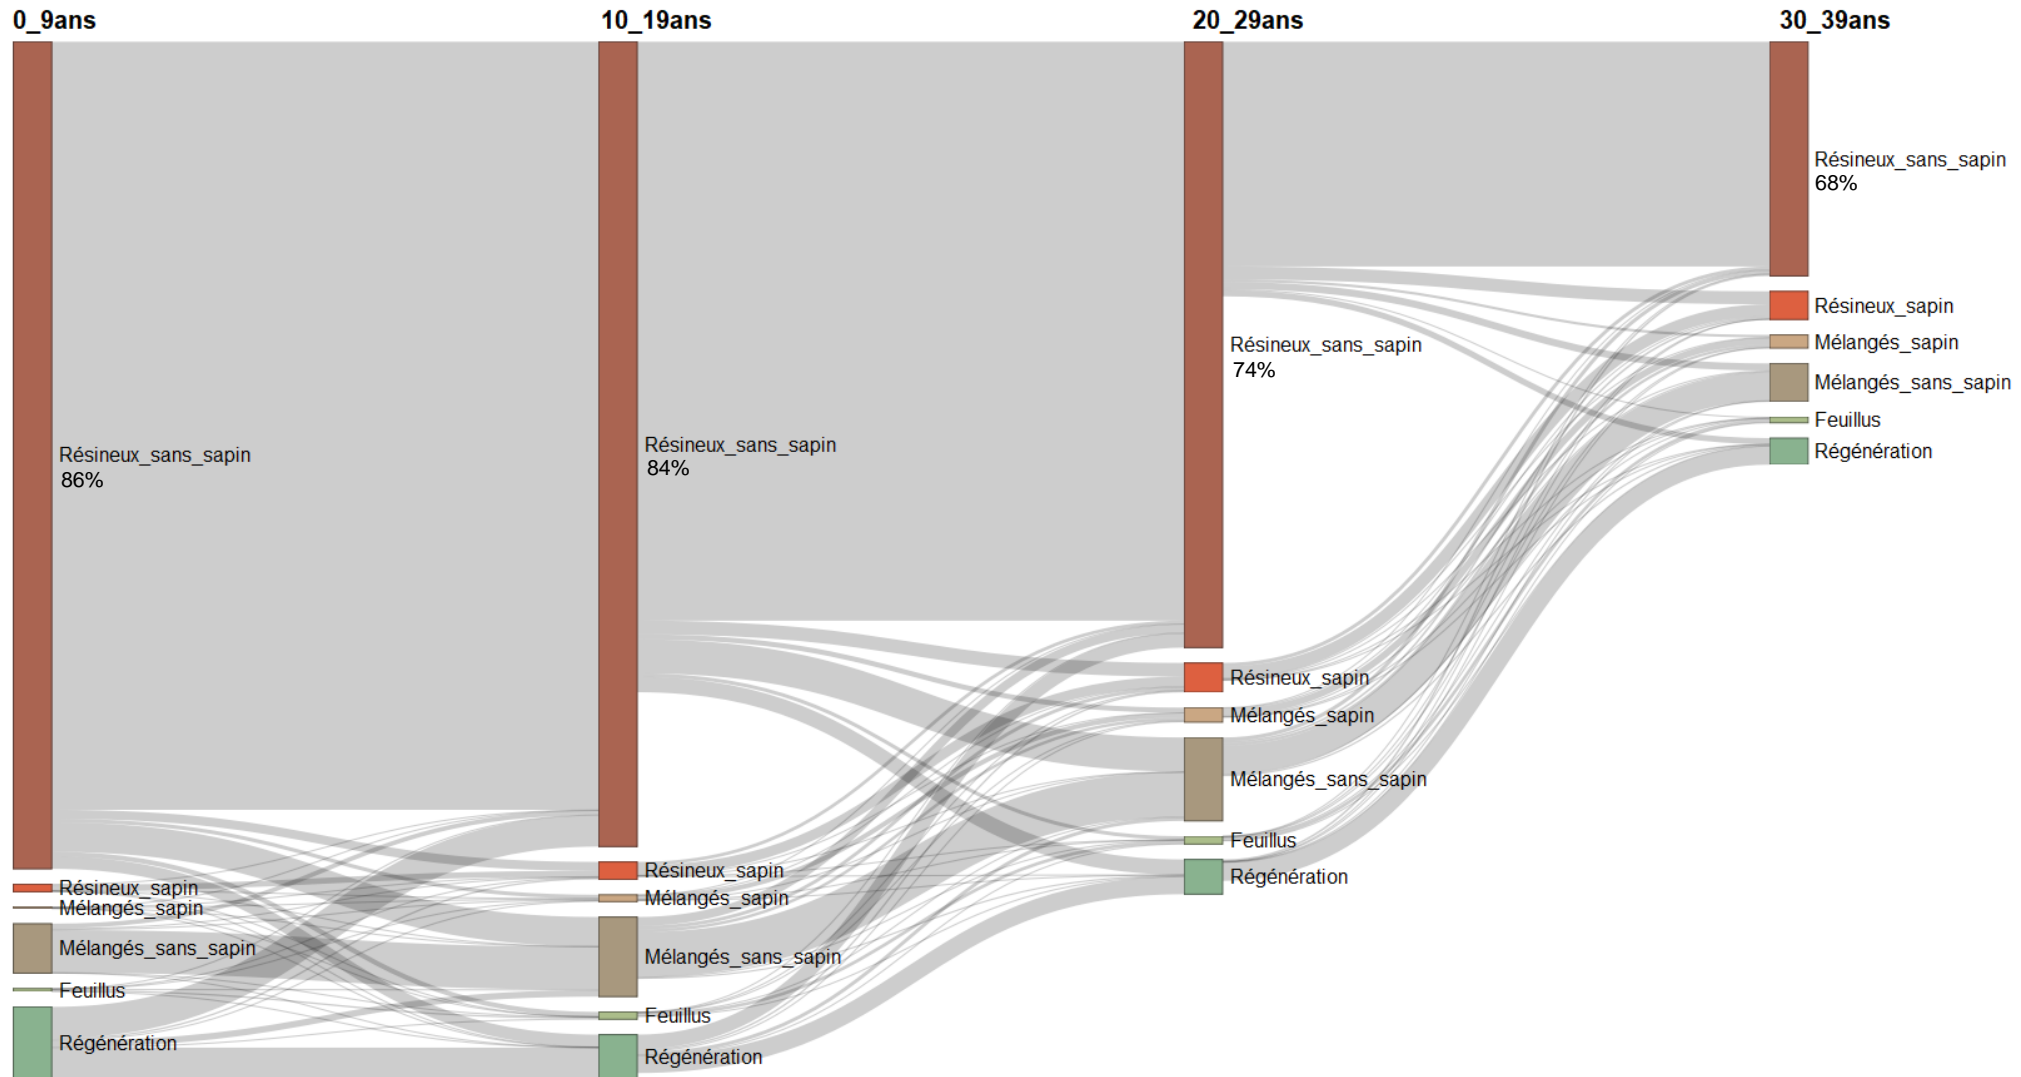 0_9ans
10_19ans
20_29ans
30_39ans
Résineux_sans_sapin
86%
Résineux_sapin
Mélangés_sapin
Mélangés_sans_sapin
Feuillus
Régénération
Résineux_sans_sapin
84%
Résineux_sapin
Mélangés_sapin
Mélangés_sans_sapin
Feuillus
Régénération
Résineux_sans_sapin
74%
Résineux_sapin
Mélangés_sapin
Mélangés_sans_sapin
Feuillus
Régénération
Résineux_sans_sapin
68%
Résineux_sapin
Mélangés_sapin
Mélangés_sans_sapin
Feuillus
Régénération